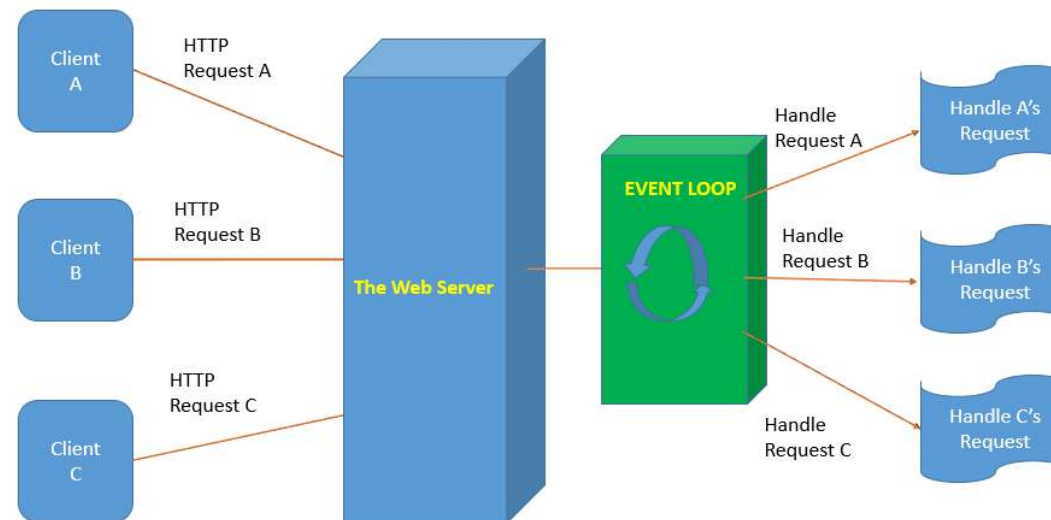 Client
A
HTTP
Request A
Client
B
HTTP
Request B
Client
C
HTTP
Request C
The Web Server
EVENT LOOP
Handle
Request A
Handle
Request B
Handle
Request C
Handle A's
Request
Handle B's
Request
Handle C's
Request